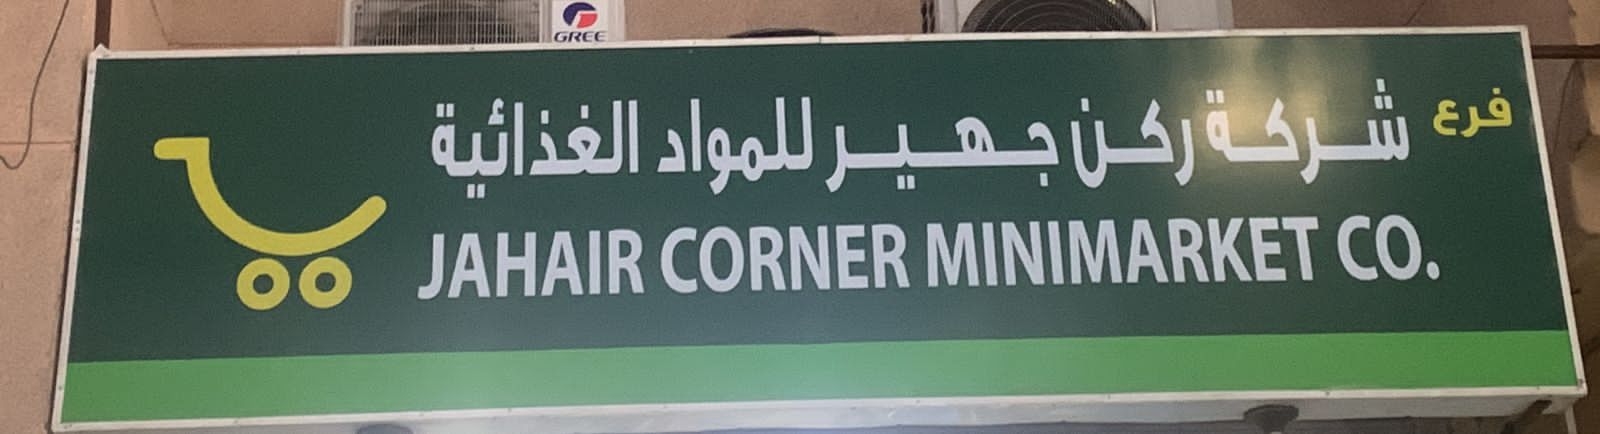 GREE
فرع شركة ركن جهير للمواد الغذائية
JAHAIR CORNER MINIMARKET CO.